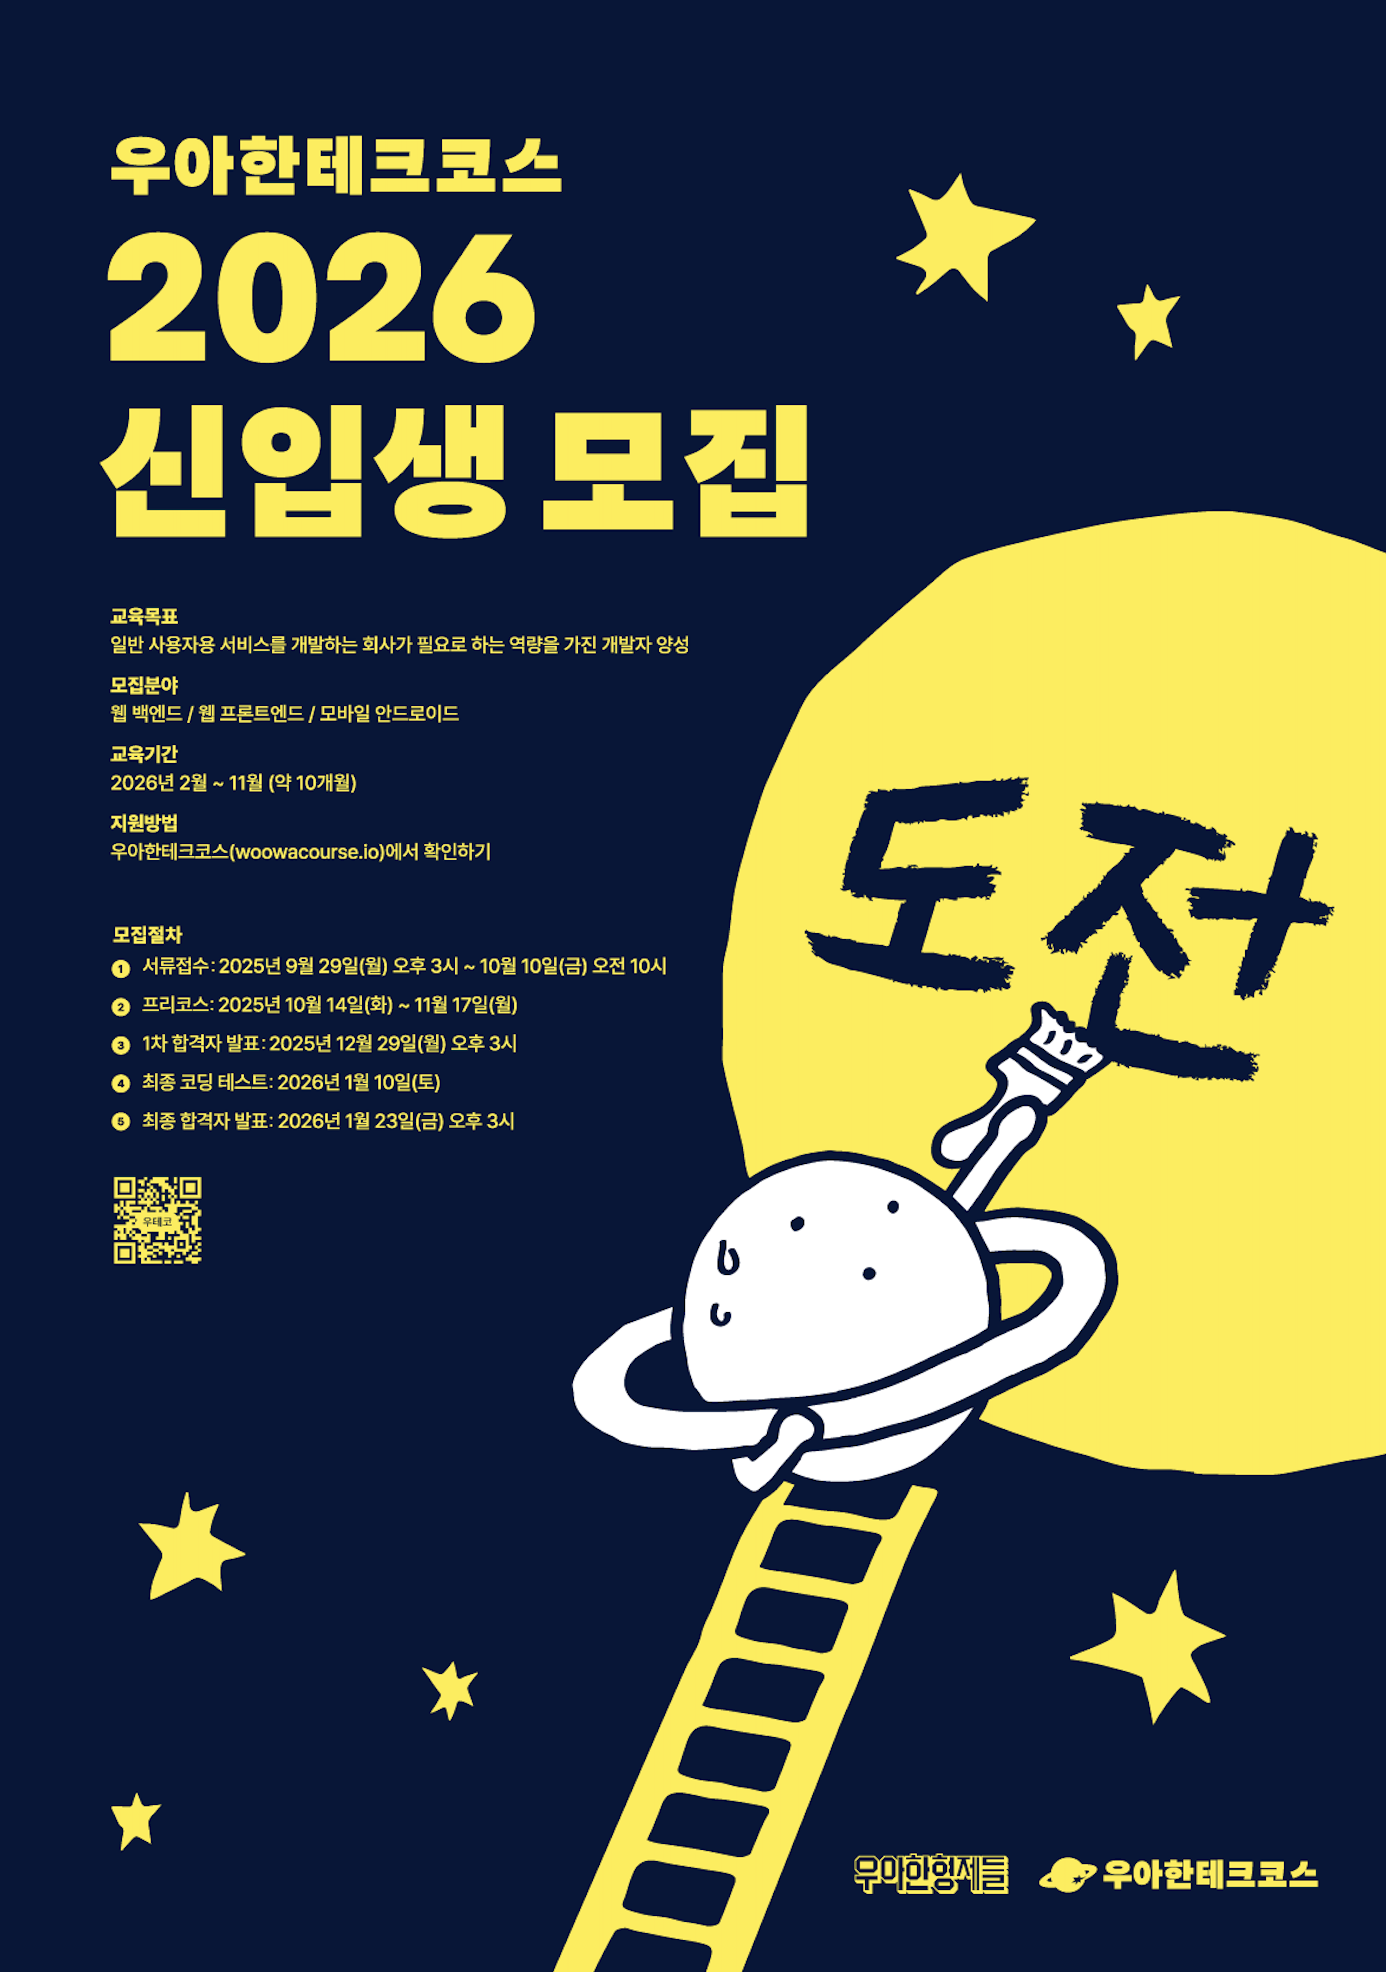 우아한테크코스
2026
신입생 모집
교육목표
일반 사용자용 서비스를 개발하는 회사가 필요로 하는 역량을 가진 개발자 양성
모집분야
웹 백엔드 / 웹 프론트엔드 / 모바일 안드로이드
교육기간
2026년 2월 ~ 11월 (약 10개월)
지원방법
우아한테크코스(woowacourse.io)에서 확인하기
모집절차
1 서류접수: 2025년 9월 29일(월) 오후 3시 ~ 10월 10일(금) 오전 10시
2 프리코스: 2025년 10월 14일(화) ~ 11월 17일(월)
3 1차 합격자 발표: 2025년 12월 29일(월) 오후 3시
4 최종 코딩 테스트: 2026년 1월 10일(토)
5 최종 합격자 발표: 2026년 1월 23일(금) 오후 3시
우테코
도전
우아한형제들
우아한테크코스